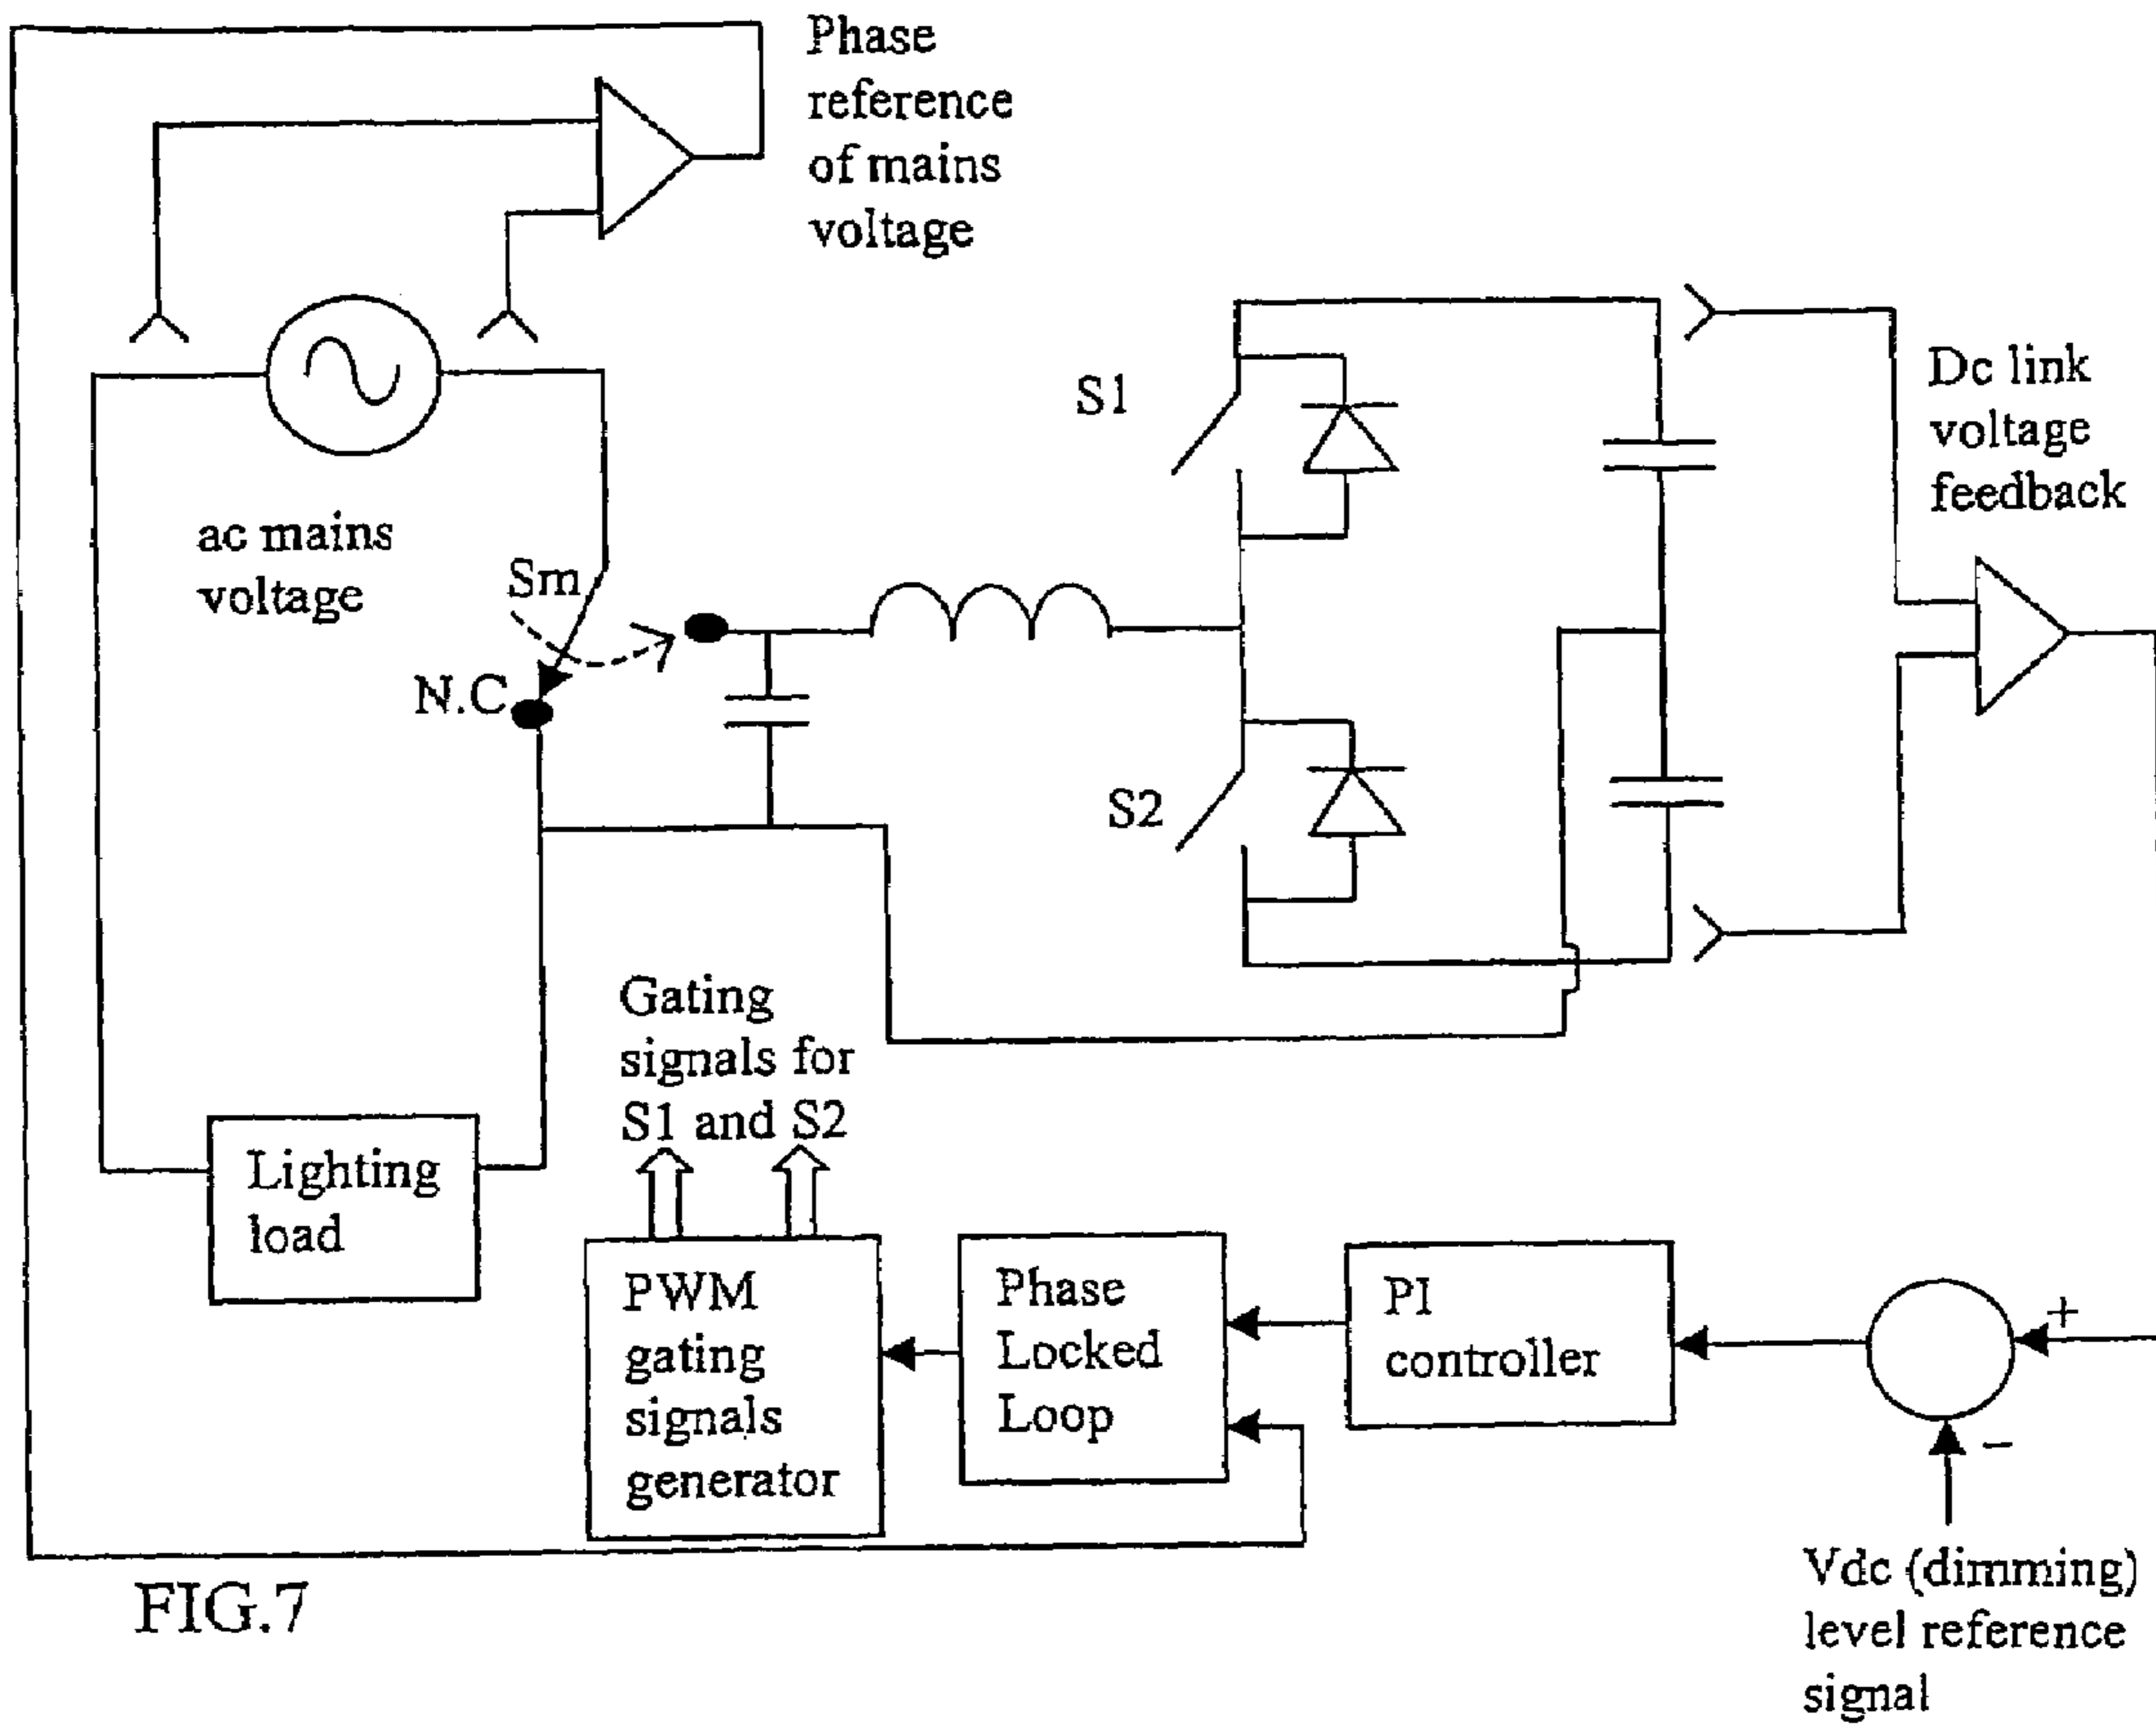 Phase
reference
of mains
voltage
Dc link
voltage
feedback
S1
ac mains
voltage
Sm
N.C
S2
Gating
signals for
S1 and S2
Lighting
load
PWM
gating
signals
generator
Phase
Locked
Loop
PI
controller
+
−
Vdc (dimming)
level reference
signal
FIG.7